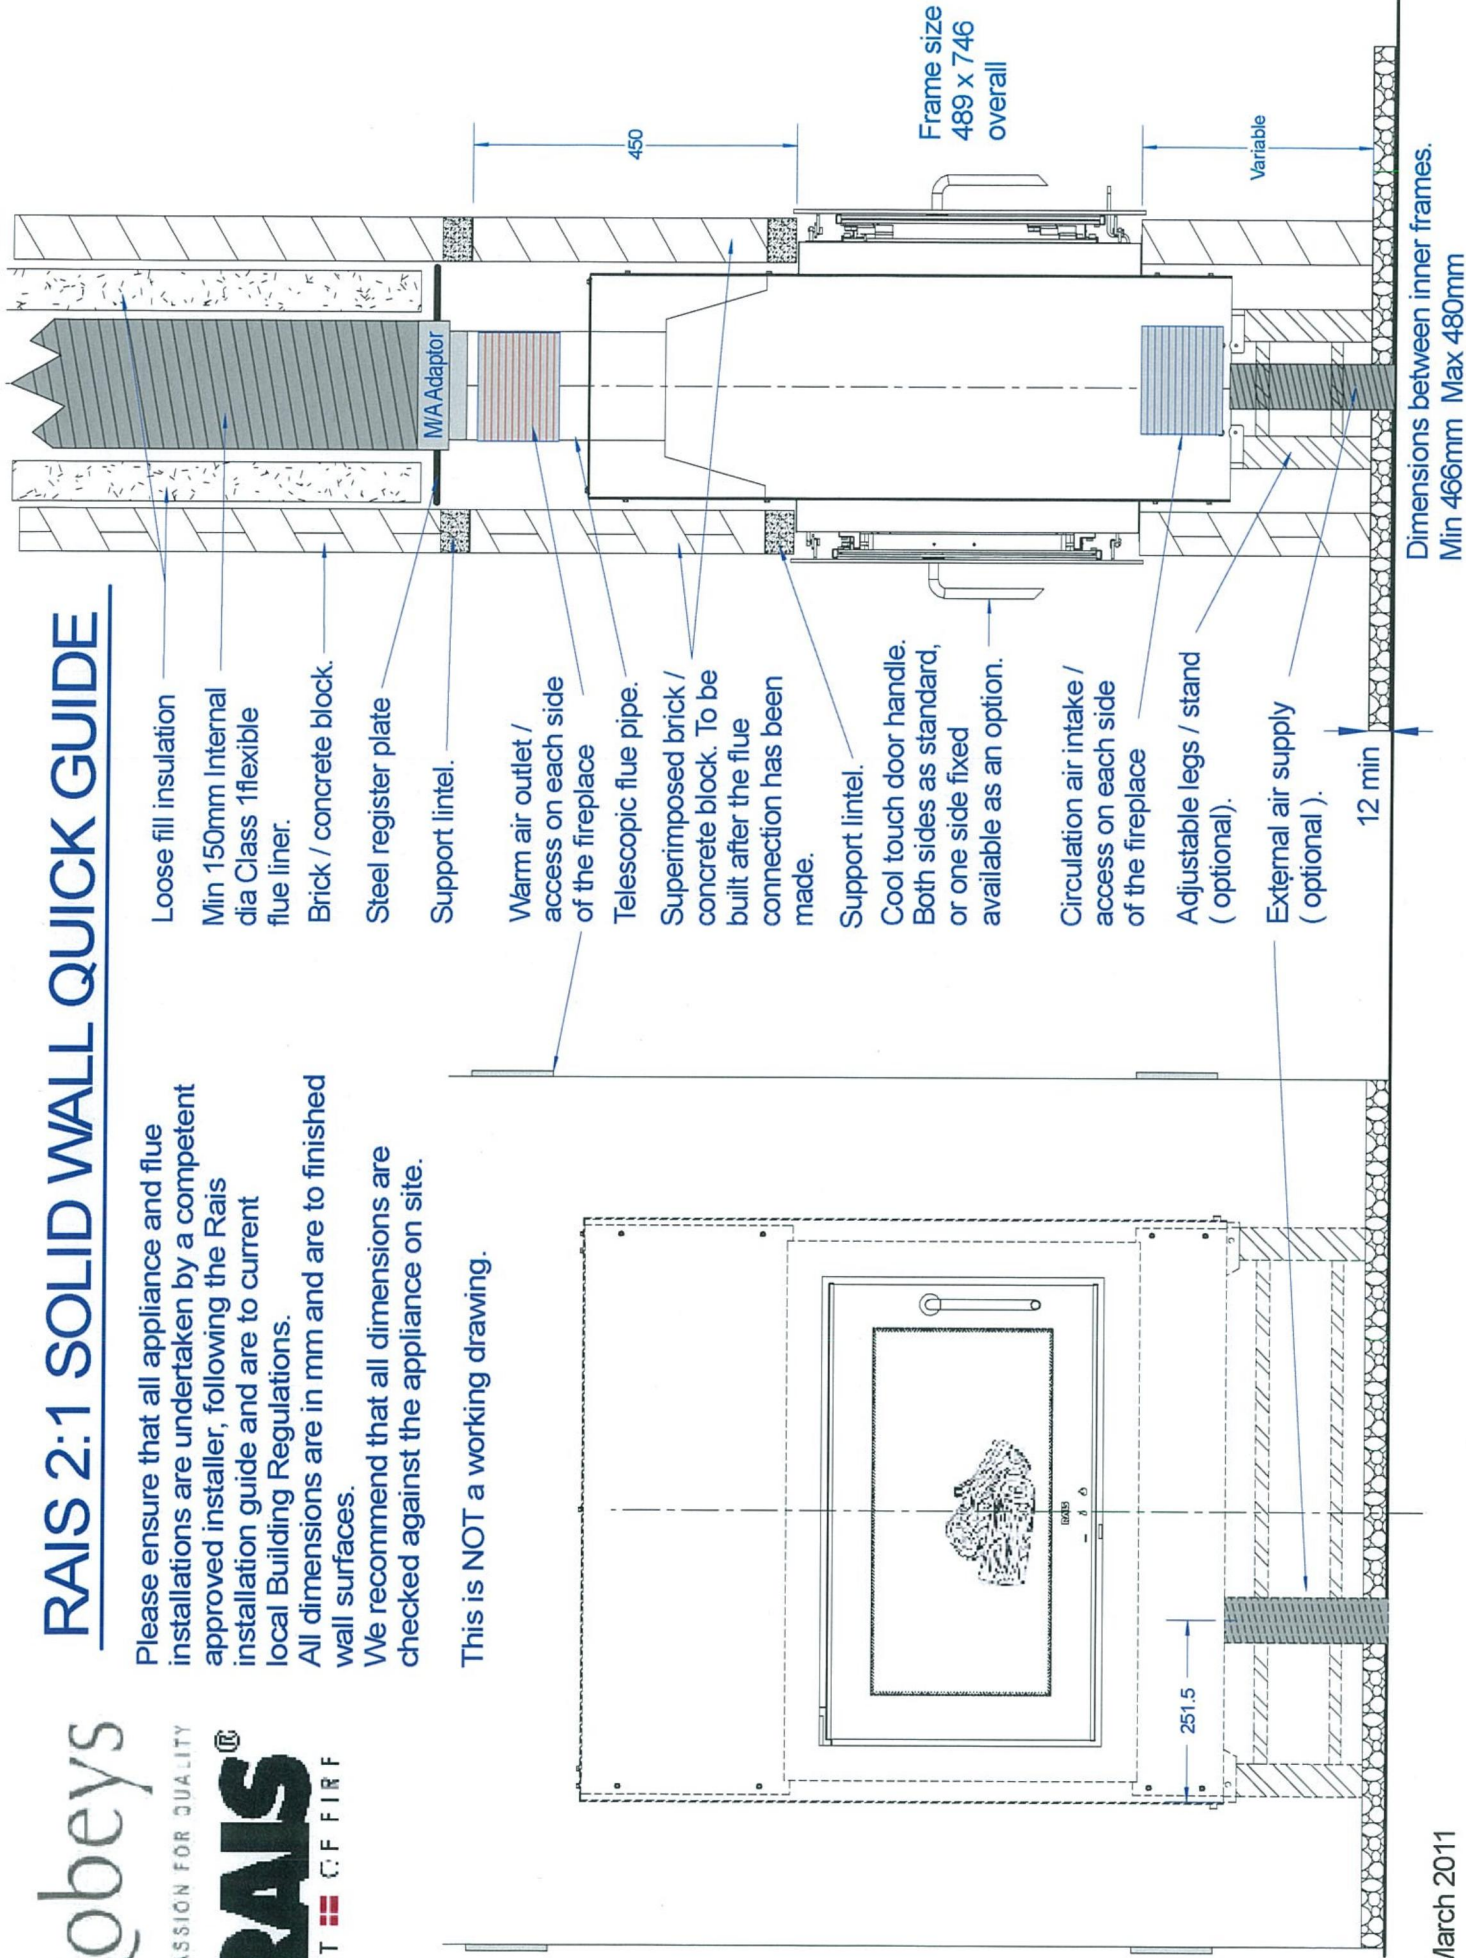 RAIS 2:1 SOLID WALL QUICK GUIDE
obeys
ASSION FOR QUALITY
RAIS®
T OF FIRE
Please ensure that all appliance and flue
installations are undertaken by a competent
approved installer, following the Rais
installation guide and are to current
local Building Regulations.
All dimensions are in mm and are to finished
wall surfaces.
We recommend that all dimensions are
checked against the appliance on site.
This is NOT a working drawing.
Loose fill insulation
Min 150mm Internal
dia Class 1flexible
flue liner.
Brick / concrete block.
Steel register plate
Support lintel.
Warm air outlet /
access on each side
of the fireplace
Telescopic flue pipe.
Superimposed brick /
concrete block. To be
built after the flue
connection has been
made.
Support lintel.
Cool touch door handle.
Both sides as standard,
or one side fixed
available as an option.
Circulation air intake /
access on each side
of the fireplace
Adjustable legs / stand
( optional).
External air supply
( optional ).
12 min
M/A Adaptor
450
Frame size
489 x 746
overall
Variable
Dimensions between inner frames.
Min 466mm Max 480mm
251.5
March 2011